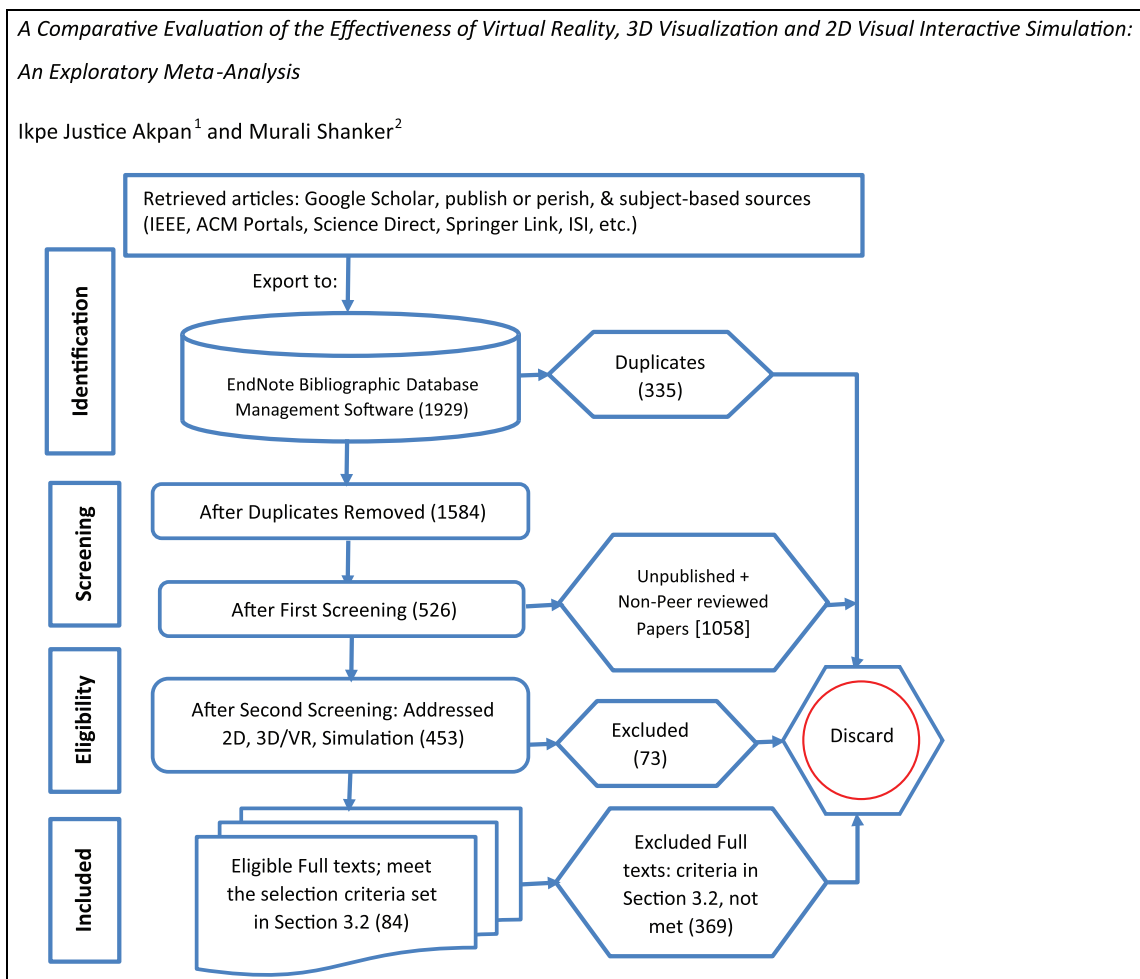 A Comparative Evaluation of the Effectiveness of Virtual Reality, 3D Visualization and 2D Visual Interactive Simulation:
An Exploratory Meta-Analysis
Ikpe Justice Akpan1 and Murali Shanker2
Retrieved articles: Google Scholar, publish or perish, & subject-based sources
(IEEE, ACM Portals, Science Direct, Springer Link, ISI, etc.)
Identification
Export to:
EndNote Bibliographic Database
Management Software (1929)
Duplicates
(335)
Screening
After Duplicates Removed (1584)
After First Screening (526)
Unpublished +
Non-Peer reviewed
Papers [1058]
Eligibility
After Second Screening: Addressed
2D, 3D/VR, Simulation (453)
Excluded
(73)
Discard
Included
Eligible Full texts; meet
the selection criteria set
in Section 3.2 (84)
Excluded Full
texts: criteria in
Section 3.2, not
met (369)